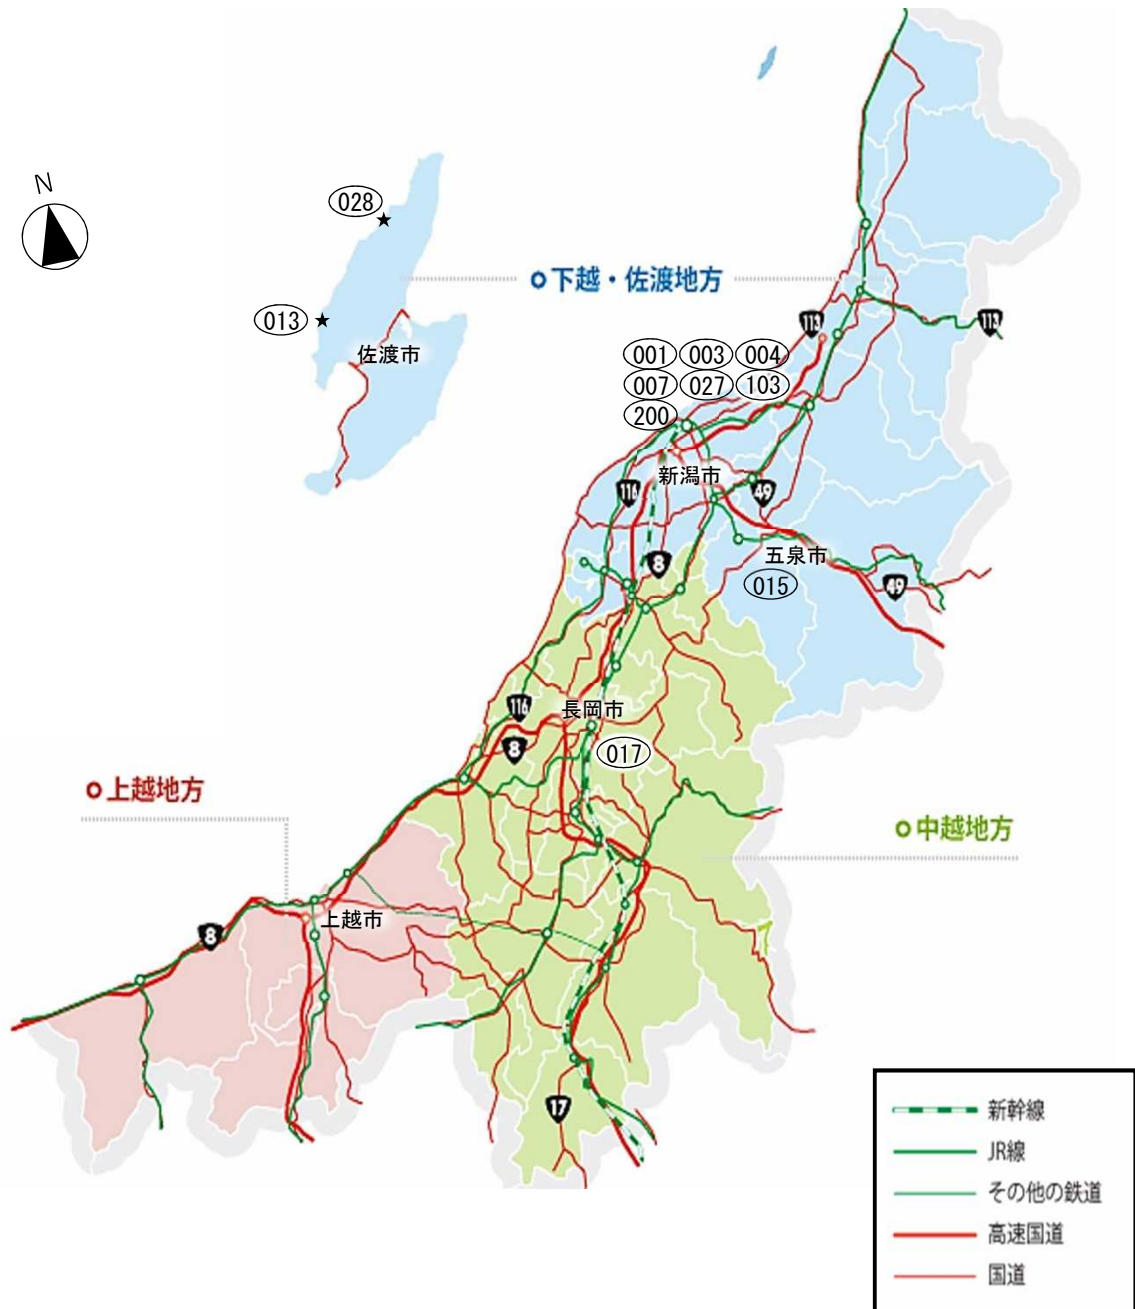 N
028
下越・佐渡地方
013
113
113
佐渡市
001 003 004
007 027 103
200
新潟市
116
49
五泉市
8
015
49
116
長岡市
8
017
上越地方
中越地方
上越市
8
17
新幹線
JR線
その他の鉄道
高速国道
国道